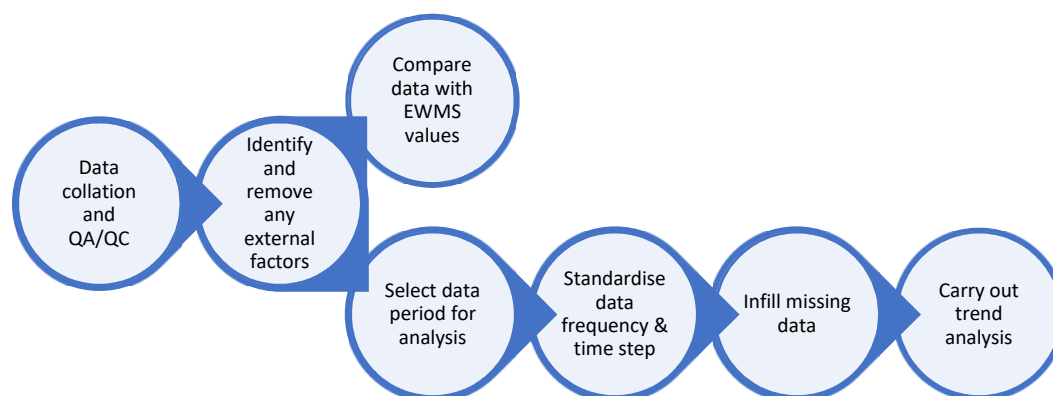 Data
collation
and
QA/QC
Identify
and
remove
any
external
factors
Compare
data with
EWMS
values
Select data
period for
analysis
Standardise
data
frequency &
time step
Infill missing
data
Carry out
trend
analysis